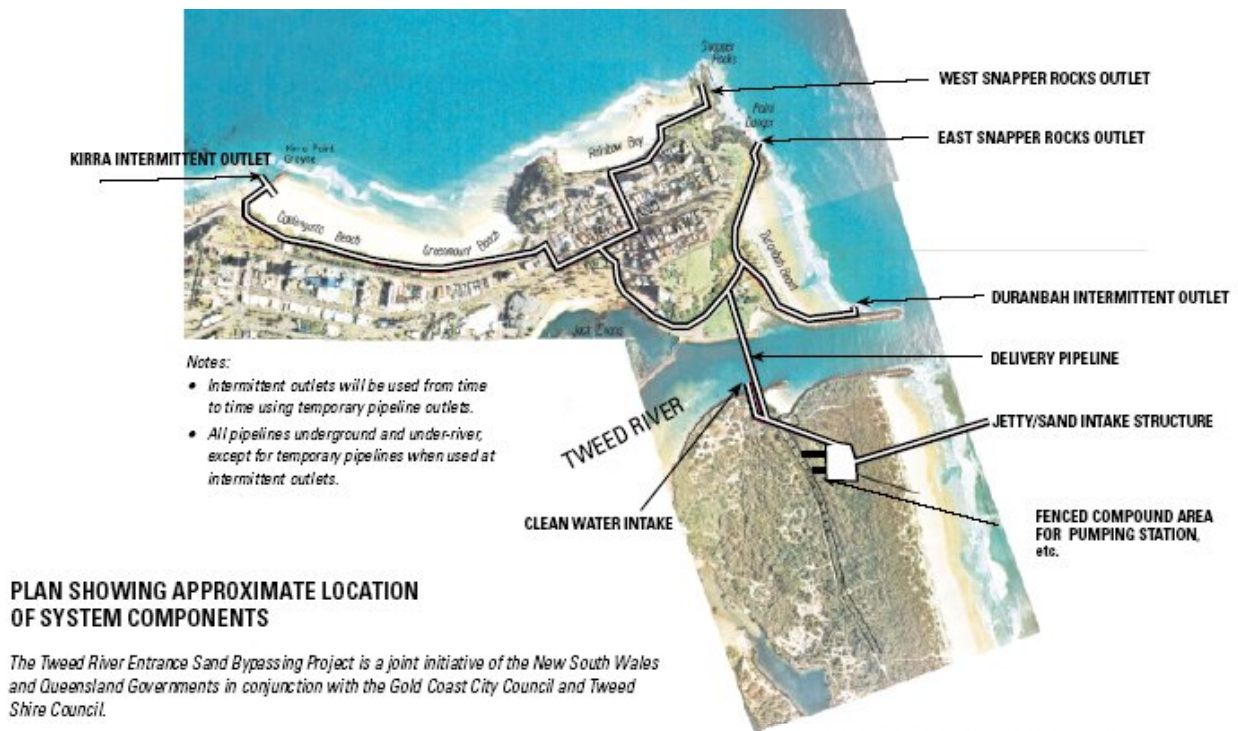 Snapper
Rocks
WEST SNAPPER ROCKS OUTLET
Point
Danger
EAST SNAPPER ROCKS OUTLET
Kirra Point
Groyne
KIRRA INTERMITTENT OUTLET
Rainbow Bay
Coolangatta Beach
Greenmount Beach
Duranbah Beach
DURANBAH INTERMITTENT OUTLET
Jack Evans
DELIVERY PIPELINE
Notes:
• Intermittent outlets will be used from time
to time using temporary pipeline outlets.
• All pipelines underground and under-river,
except for temporary pipelines when used at
intermittent outlets.
TWEED RIVER
JETTY/SAND INTAKE STRUCTURE
CLEAN WATER INTAKE
FENCED COMPOUND AREA
FOR PUMPING STATION,
etc.
PLAN SHOWING APPROXIMATE LOCATION
OF SYSTEM COMPONENTS
The Tweed River Entrance Sand Bypassing Project is a joint initiative of the New South Wales
and Queensland Governments in conjunction with the Gold Coast City Council and Tweed
Shire Council.